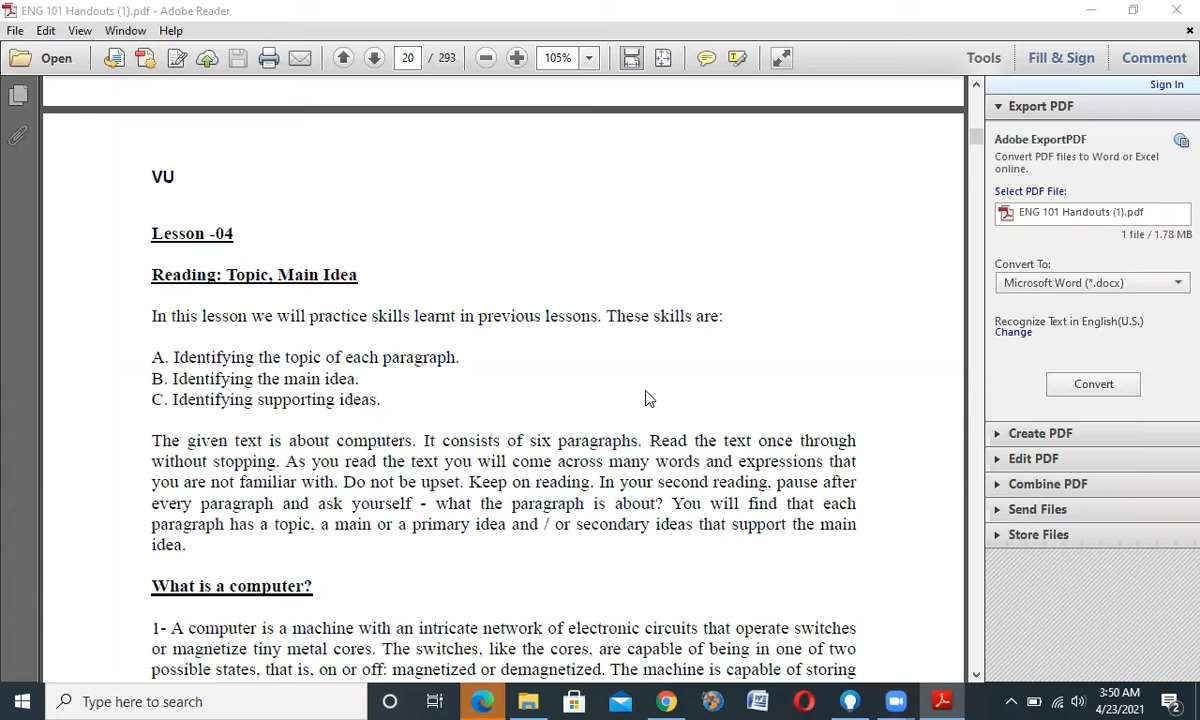 ENG 101 Handouts (1).pdf - Adobe Reader
File Edit View Window Help
Open 20 / 293 105% Tools Fill & Sign Comment
Sign In
Export PDF
Adobe ExportPDF
Convert PDF files to Word or Excel
online.
Select PDF File:
ENG 101 Handouts (1).pdf
1 file / 1.78 MB
Convert To:
Microsoft Word (*.docx)
Recognize Text in English(U.S.)
Change
Convert
Create PDF
Edit PDF
Combine PDF
Send Files
Store Files
VU
Lesson -04
Reading: Topic, Main Idea
In this lesson we will practice skills learnt in previous lessons. These skills are:
A. Identifying the topic of each paragraph.
B. Identifying the main idea.
C. Identifying supporting ideas.
The given text is about computers. It consists of six paragraphs. Read the text once through
without stopping. As you read the text you will come across many words and expressions that
you are not familiar with. Do not be upset. Keep on reading. In your second reading, pause after
every paragraph and ask yourself - what the paragraph is about? You will find that each
paragraph has a topic, a main or a primary idea and / or secondary ideas that support the main
idea.
What is a computer?
1- A computer is a machine with an intricate network of electronic circuits that operate switches
or magnetize tiny metal cores. The switches, like the cores, are capable of being in one of two
possible states, that is, on or off: magnetized or demagnetized. The machine is capable of storing
Type here to search
3:50 AM
4/23/2021
2